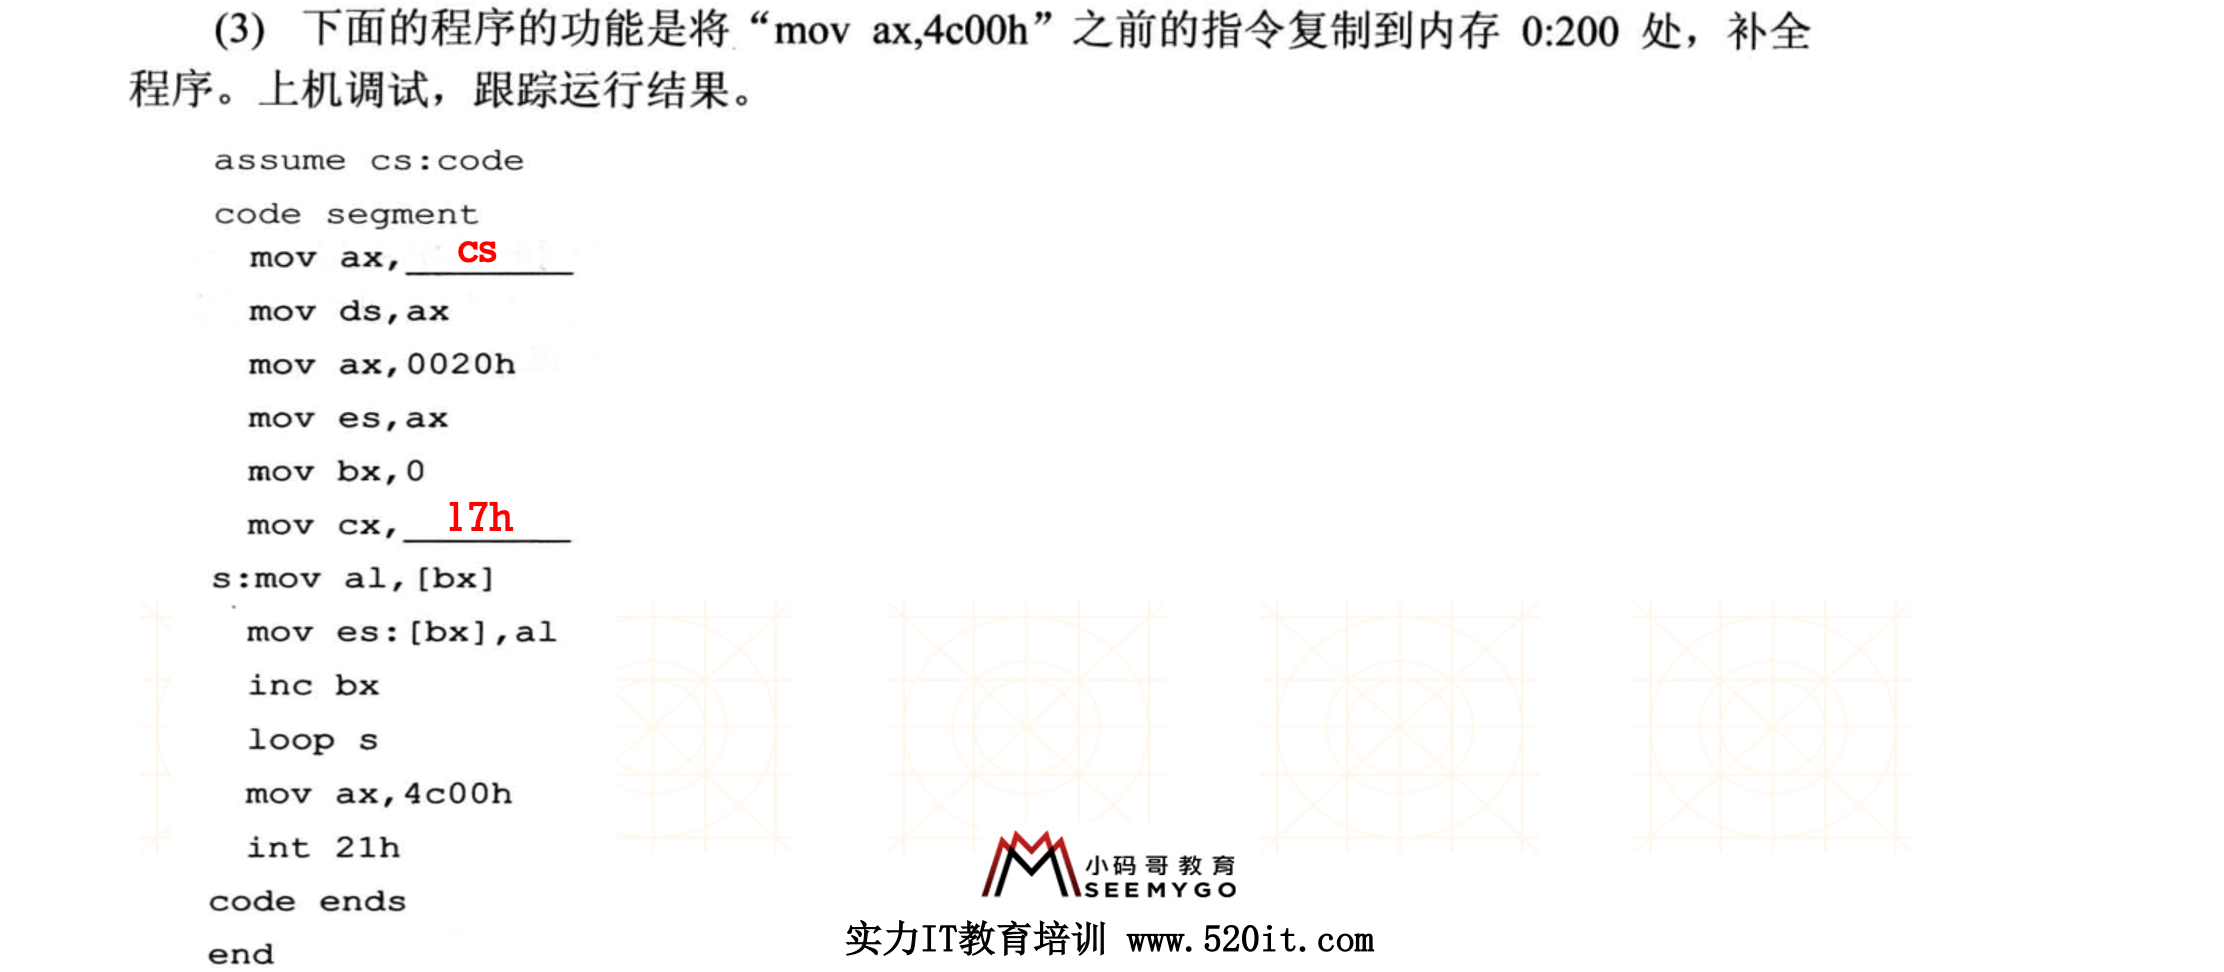 (3) 下面的程序的功能是将“mov ax,4c00h”之前的指令复制到内存 0:200 处，补全
程序。上机调试，跟踪运行结果。
assume cs:code
code segment
mov ax, cs
mov ds,ax
mov ax,0020h
mov es,ax
mov bx,0
mov cx, 17h
s:mov al,[bx]
mov es:[bx],al
inc bx
loop s
mov ax,4c00h
int 21h
code ends
end
小码哥教育
SEEMYGO
实力IT教育培训 www.520it.com